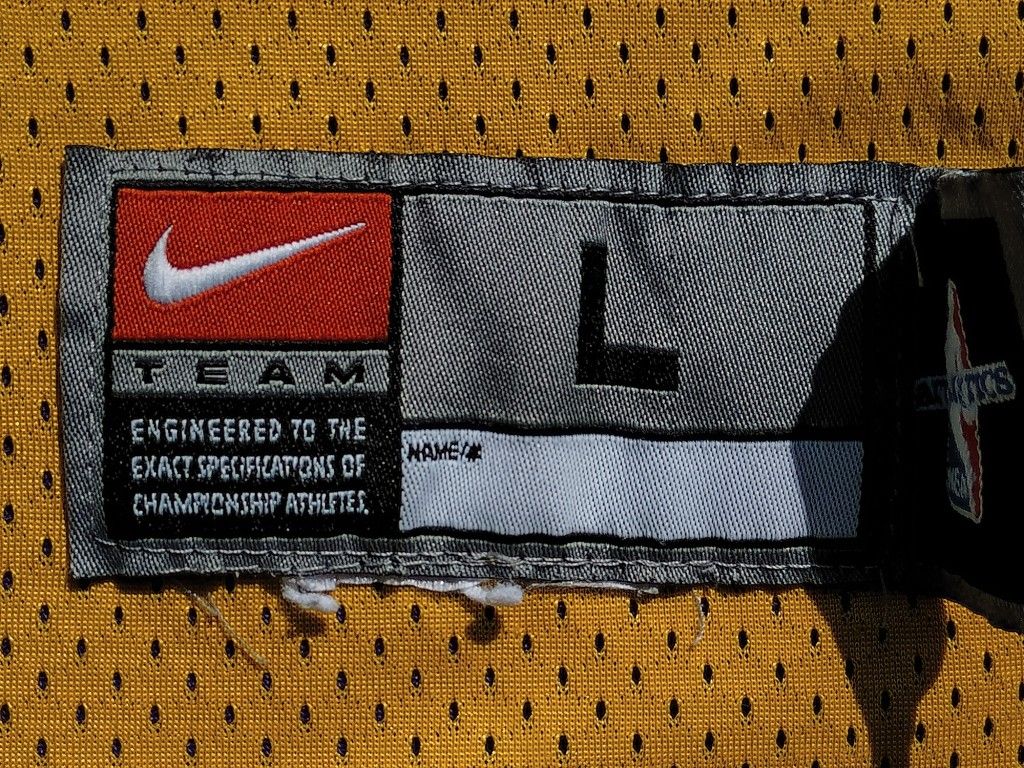 TEAM
ENGINEERED TO THE
EXACT SPECIFICATIONS OF
CHAMPIONSHIP ATHLETES.
L
NAME/#